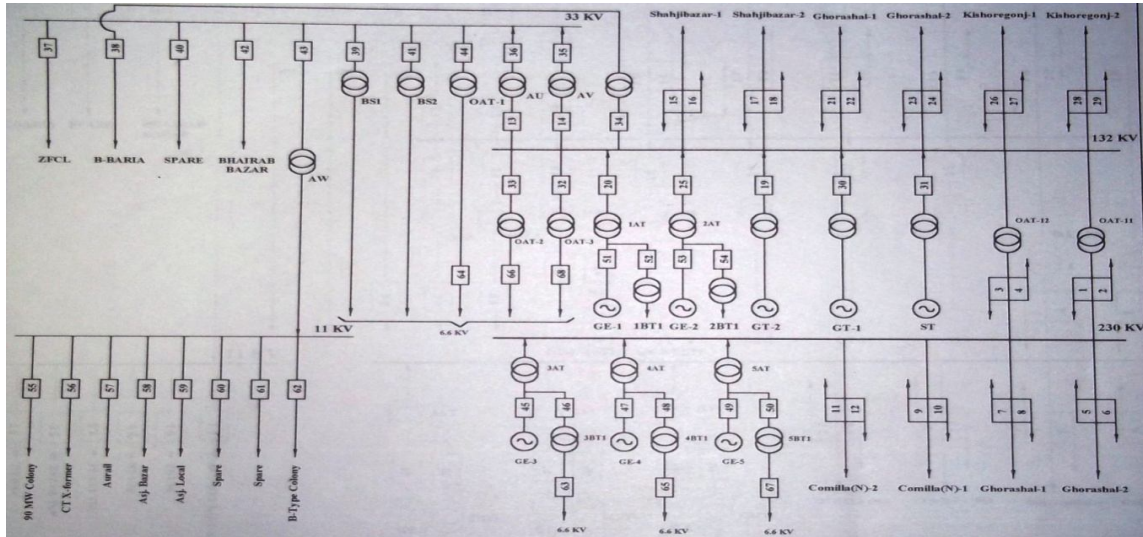 33 KV
Shahjibazar-1
Shahjibazar-2
Ghorashal-1
Ghorashal-2
Kishoregonj-1
Kishoregonj-2
37
38
40
42
43
39
41
44
36
35
34
BS1
BS2
OAT-1
AU
AV
13
14
15
16
17
18
21
22
23
24
26
27
28
29
132 KV
ZFCL
B-BARIA
SPARE
BHAIRAB
BAZAR
AW
33
32
20
25
19
30
31
OAT-2
OAT-3
1AT
2AT
OAT-12
OAT-11
64
66
68
51
52
53
54
3
4
1
2
6.6 KV
GE-1
1BT1
GE-2
2BT1
GT-2
GT-1
ST
11 KV
230 KV
55
56
57
58
59
60
61
62
3AT
4AT
5AT
45
46
47
48
49
50
11
12
9
10
7
8
5
6
GE-3
3BT1
GE-4
4BT1
GE-5
5BT1
63
65
67
6.6 KV
6.6 KV
6.6 KV
90 MW Colony
CT X-former
Aurail
Asj. Bazar
Asj. Local
Spare
Spare
B-Type Colony
Comilla(N)-2
Comilla(N)-1
Ghorashal-1
Ghorashal-2